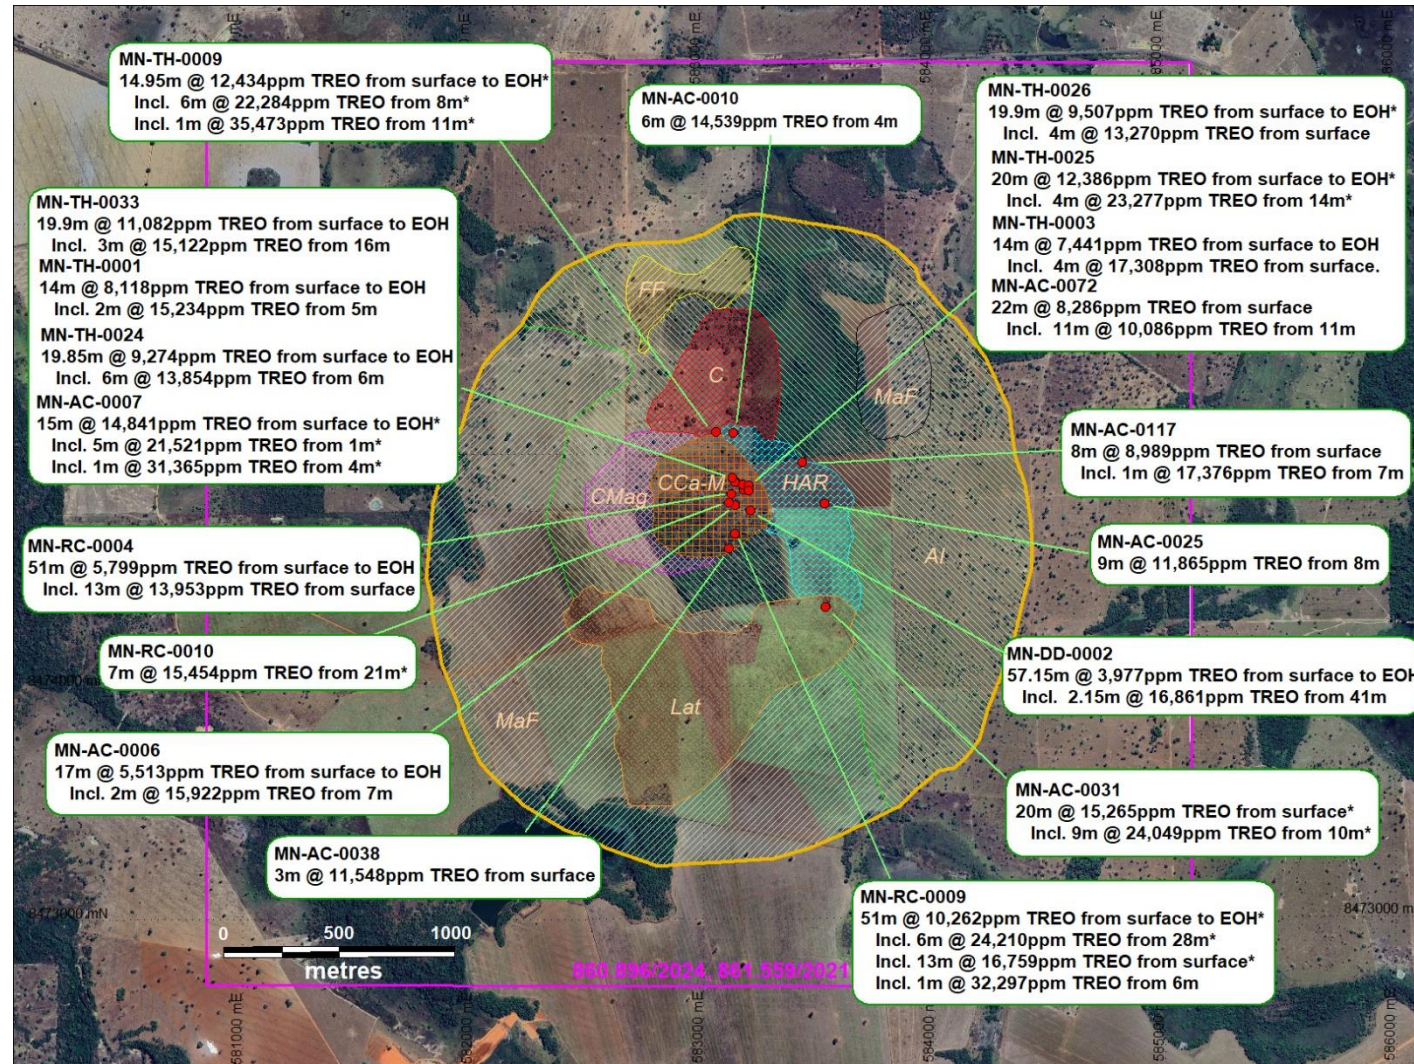 MN-TH-0009
14.95m @ 12,434ppm TREO from surface to EOH*
Incl. 6m @ 22,284ppm TREO from 8m*
Incl. 1m @ 35,473ppm TREO from 11m*
MN-AC-0010
6m @ 14,539ppm TREO from 4m
MN-TH-0026
19.9m @ 9,507ppm TREO from surface to EOH*
Incl. 4m @ 13,270ppm TREO from surface
MN-TH-0025
20m @ 12,386ppm TREO from surface to EOH*
Incl. 4m @ 23,277ppm TREO from 14m*
MN-TH-0003
14m @ 7,441ppm TREO from surface to EOH
Incl. 4m @ 17,308ppm TREO from surface.
MN-AC-0072
22m @ 8,286ppm TREO from surface
Incl. 11m @ 10,086ppm TREO from 11m
MN-TH-0033
19.9m @ 11,082ppm TREO from surface to EOH
Incl. 3m @ 15,122ppm TREO from 16m
MN-TH-0001
14m @ 8,118ppm TREO from surface to EOH
Incl. 2m @ 15,234ppm TREO from 5m
MN-TH-0024
19.85m @ 9,274ppm TREO from surface to EOH
Incl. 6m @ 13,854ppm TREO from 6m
MN-AC-0007
15m @ 14,841ppm TREO from surface to EOH*
Incl. 5m @ 21,521ppm TREO from 1m*
Incl. 1m @ 31,365ppm TREO from 4m*
FF
C
MaF
CMag
CCa-M
HAR
Al
MaF
Lat
MN-AC-0117
8m @ 8,989ppm TREO from surface
Incl. 1m @ 17,376ppm TREO from 7m
MN-AC-0025
9m @ 11,865ppm TREO from 8m
MN-RC-0004
51m @ 5,799ppm TREO from surface to EOH
Incl. 13m @ 13,953ppm TREO from surface
MN-RC-0010
7m @ 15,454ppm TREO from 21m*
MN-DD-0002
57.15m @ 3,977ppm TREO from surface to EOH
Incl. 2.15m @ 16,861ppm TREO from 41m
MN-AC-0006
17m @ 5,513ppm TREO from surface to EOH
Incl. 2m @ 15,922ppm TREO from 7m
MN-AC-0031
20m @ 15,265ppm TREO from surface*
Incl. 9m @ 24,049ppm TREO from 10m*
MN-AC-0038
3m @ 11,548ppm TREO from surface
MN-RC-0009
51m @ 10,262ppm TREO from surface to EOH*
Incl. 6m @ 24,210ppm TREO from 28m*
Incl. 13m @ 16,759ppm TREO from surface*
Incl. 1m @ 32,297ppm TREO from 6m
8473000 mN
8473000 m
0 500 1000
metres
860.896/2024, 861.559/2021
581000 mE
582000 mE
583000 mE
584000 mE
585000 mE
586000 mE
584000 mE
585000 mE